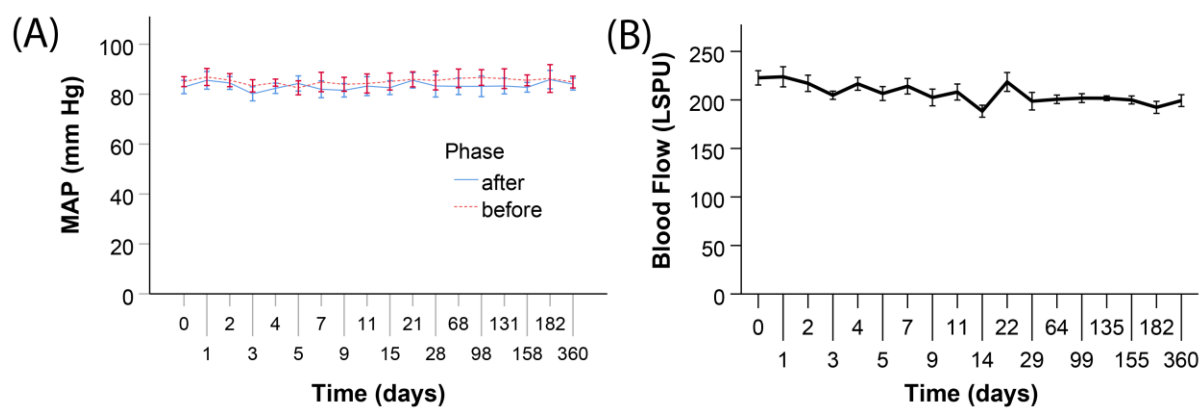 (A)
MAP (mm Hg)
100
80
60
40
20
0
Phase
after
before
0 2 4 7 11 21 68 131 182
1 3 5 9 15 28 98 158 360
Time (days)
(B)
Blood Flow (LSPU)
250
200
150
100
50
0
0 2 4 7 11 22 64 135 182
1 3 5 9 14 29 99 155 360
Time (days)